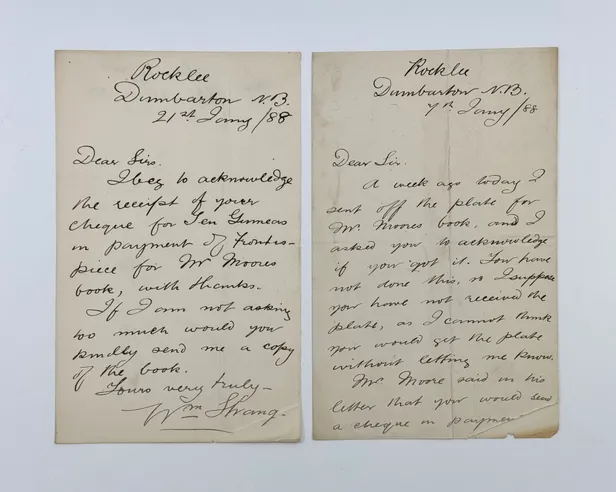 Rocklee
Dumbarton N.B.
21st Jany /88
Dear Sirs.
I beg to acknowledge
the receipt of your
cheque for Ten Guineas
in payment of Frontis-
piece for Mr Moores
book, with thanks.
If I am not asking
too much would you
kindly send me a copy
of the book.
Yours very truly-
Wm Strang-
Rocklee
Dumbarton N.B.
7th Jany /88
Dear Sir.
A week ago today I
sent off the plate for
Mr. Moores book, and I
asked you to acknowledge
if you got it. You have
not done this, so I suppose
you have not received the
plate, as I cannot think
you would get the plate
without letting me know.
Mr. Moore said in his
letter that you would send
a cheque in payment